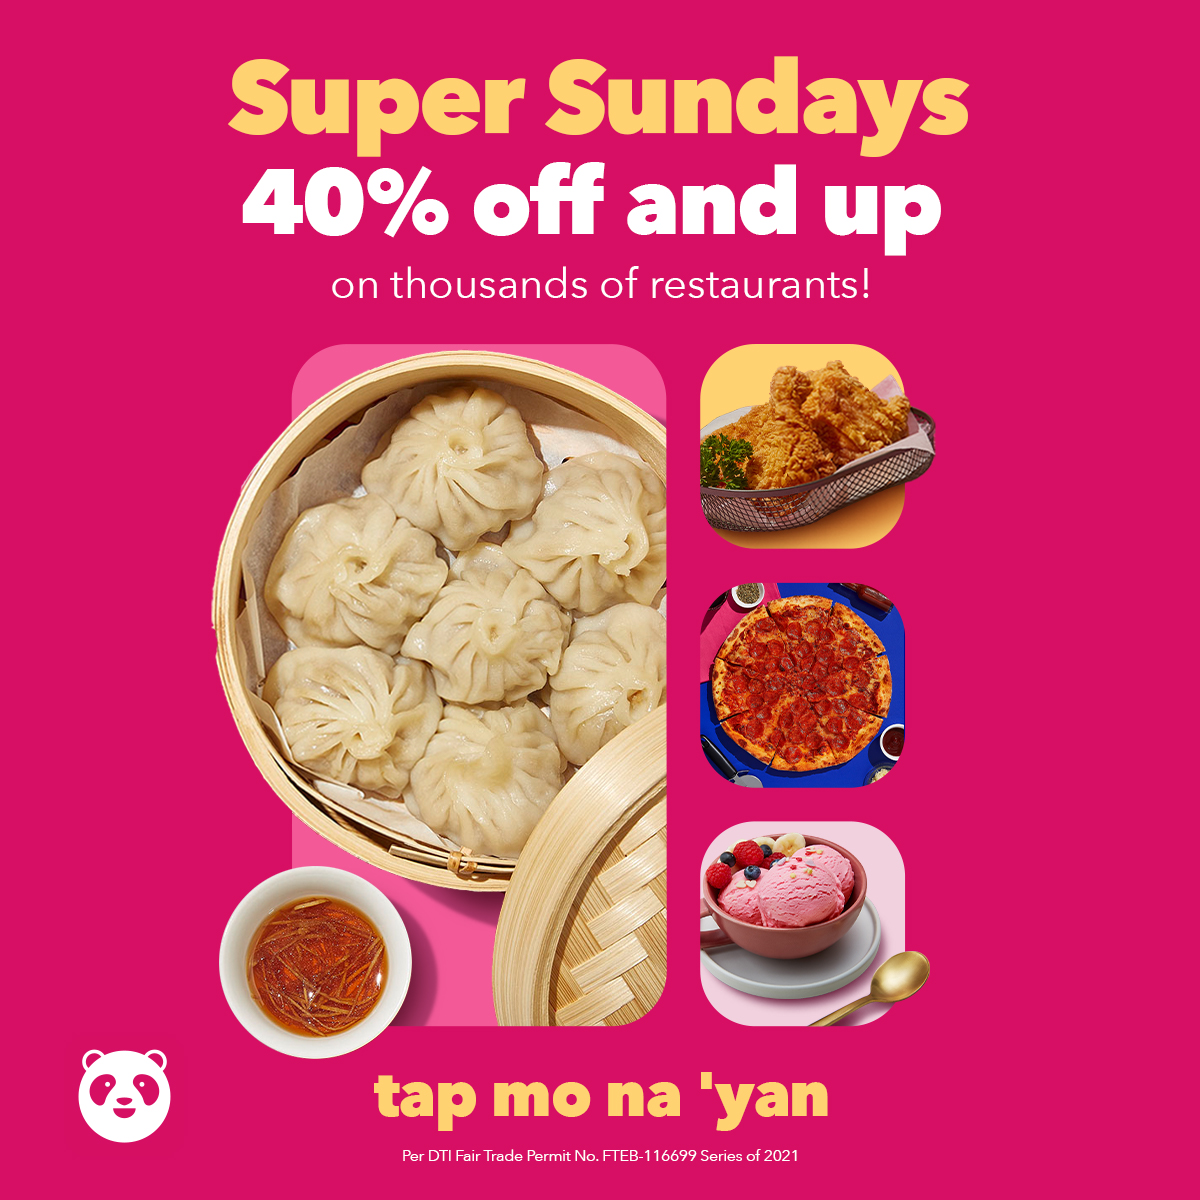 Super Sundays
40% off and up
on thousands of restaurants!
tap mo na 'yan
Per DTI Fair Trade Permit No. FTEB-116699 Series of 2021